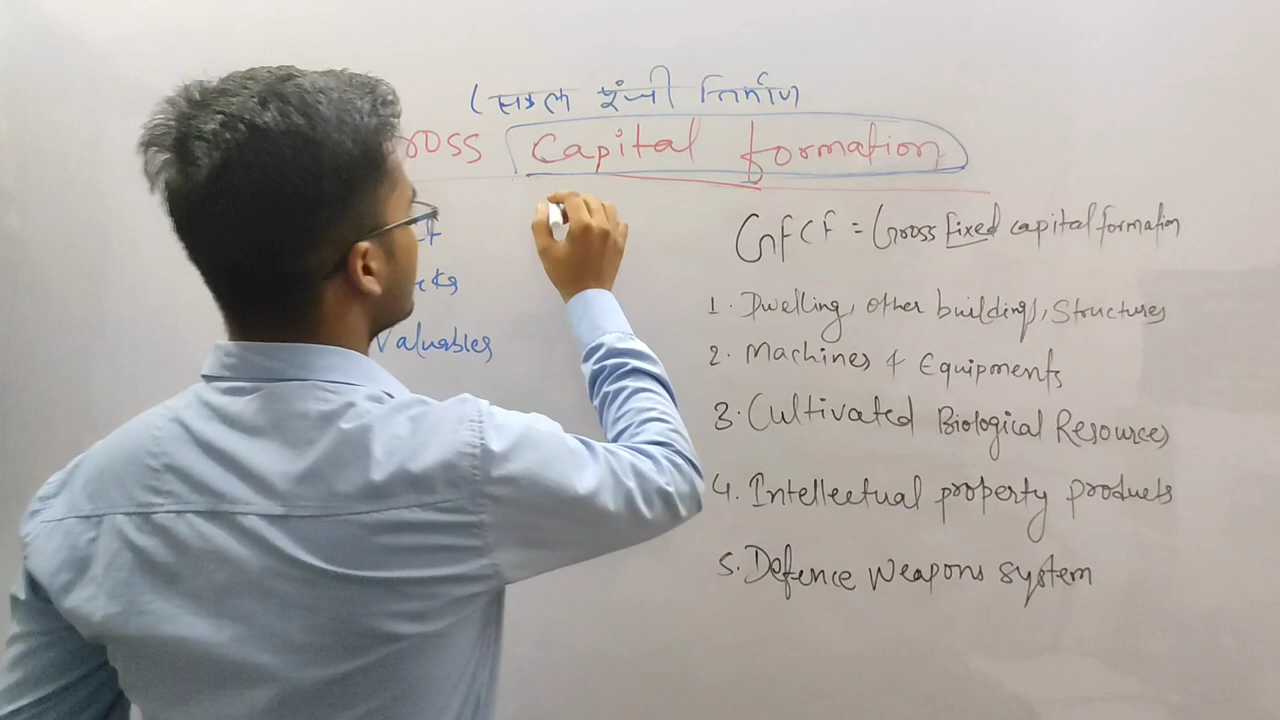 (सकल पूंजी निर्माण
ross Capital formation
Valuables
GFCF = Gross fixed capital formation
1. Dwelling, other buildings, Structures
2. Machines & Equipments
3. Cultivated Biological Resources
4. Intellectual property products
5. Defence Weapons system